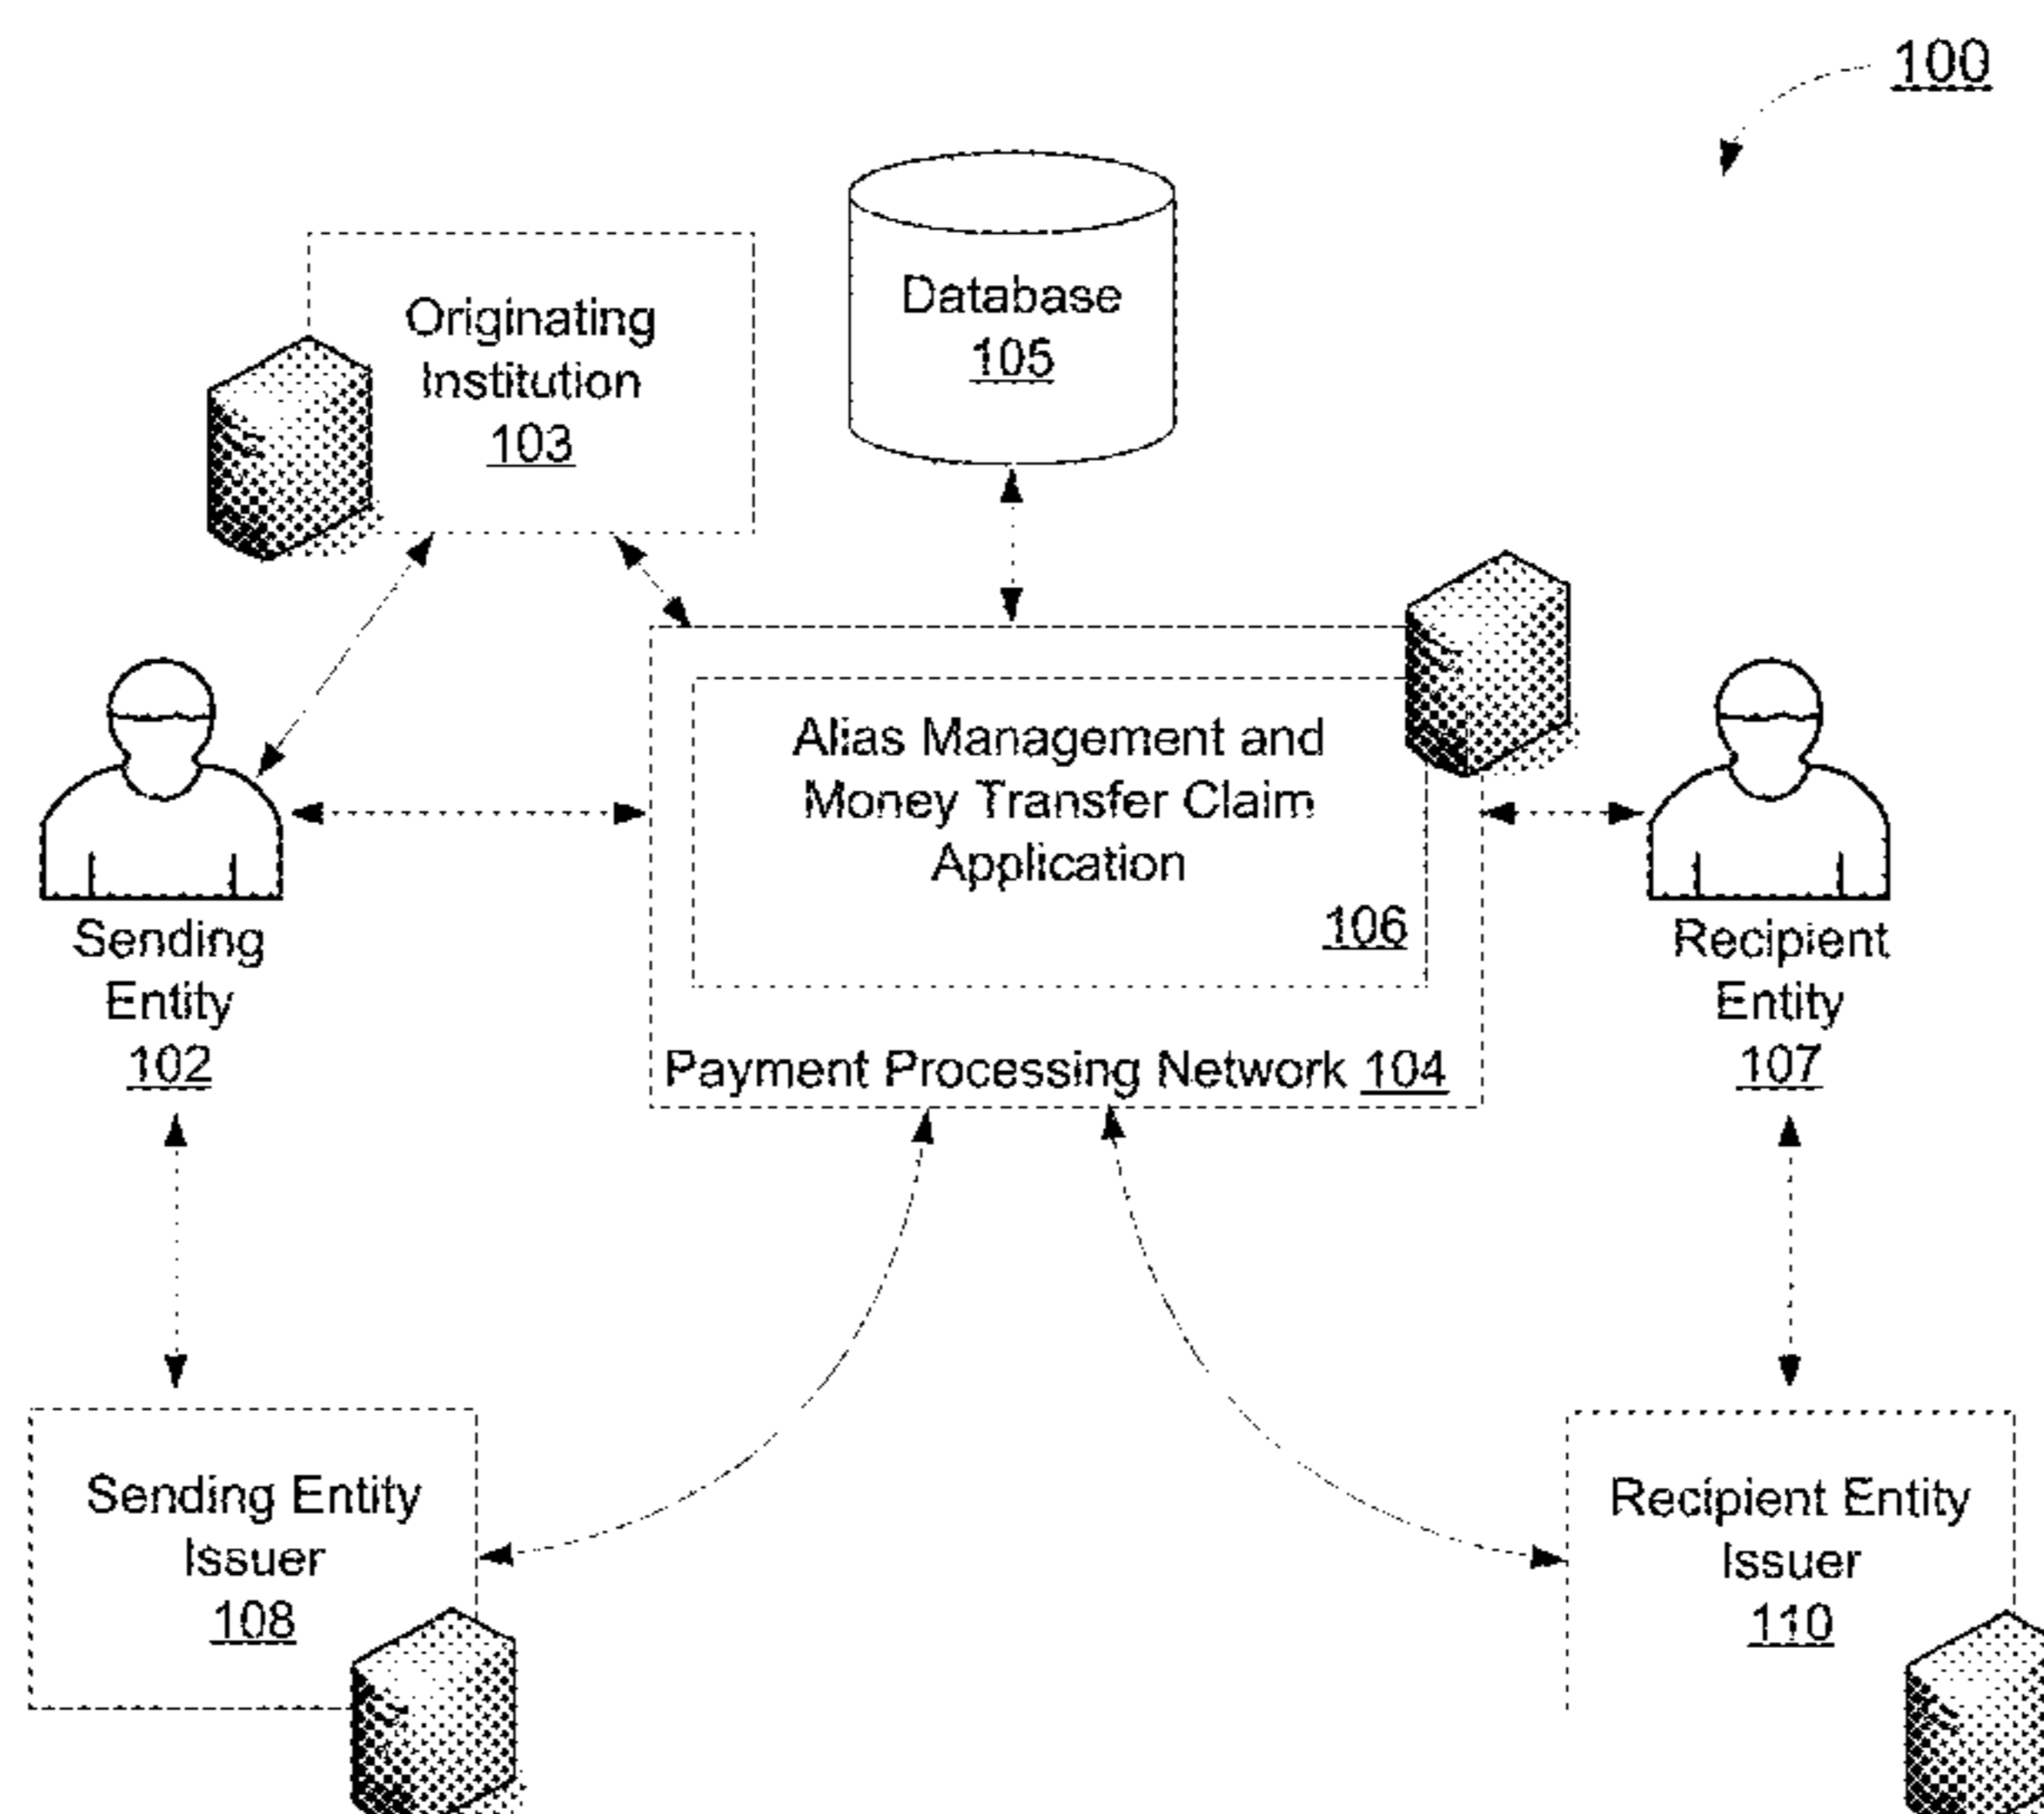 100
Originating
Institution
103
Database
105
Alias Management and
Money Transfer Claim
Application
106
Payment Processing Network 104
Sending
Entity
102
Recipient
Entity
107
Sending Entity
Issuer
108
Recipient Entity
Issuer
110